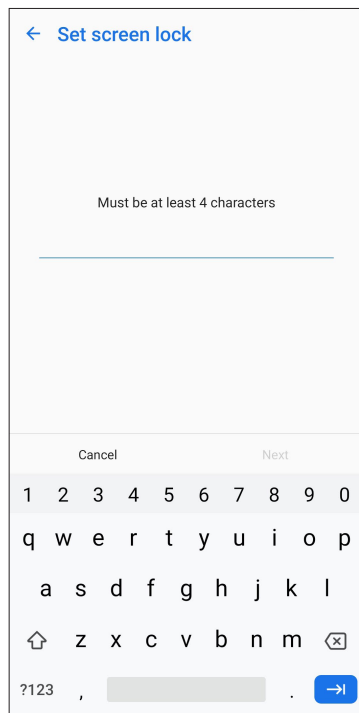 Set screen lock
Must be at least 4 characters
Cancel Next
1 2 3 4 5 6 7 8 9 0
q w e r t y u i o p
a s d f g h j k l
z x c v b n m
?123 , .